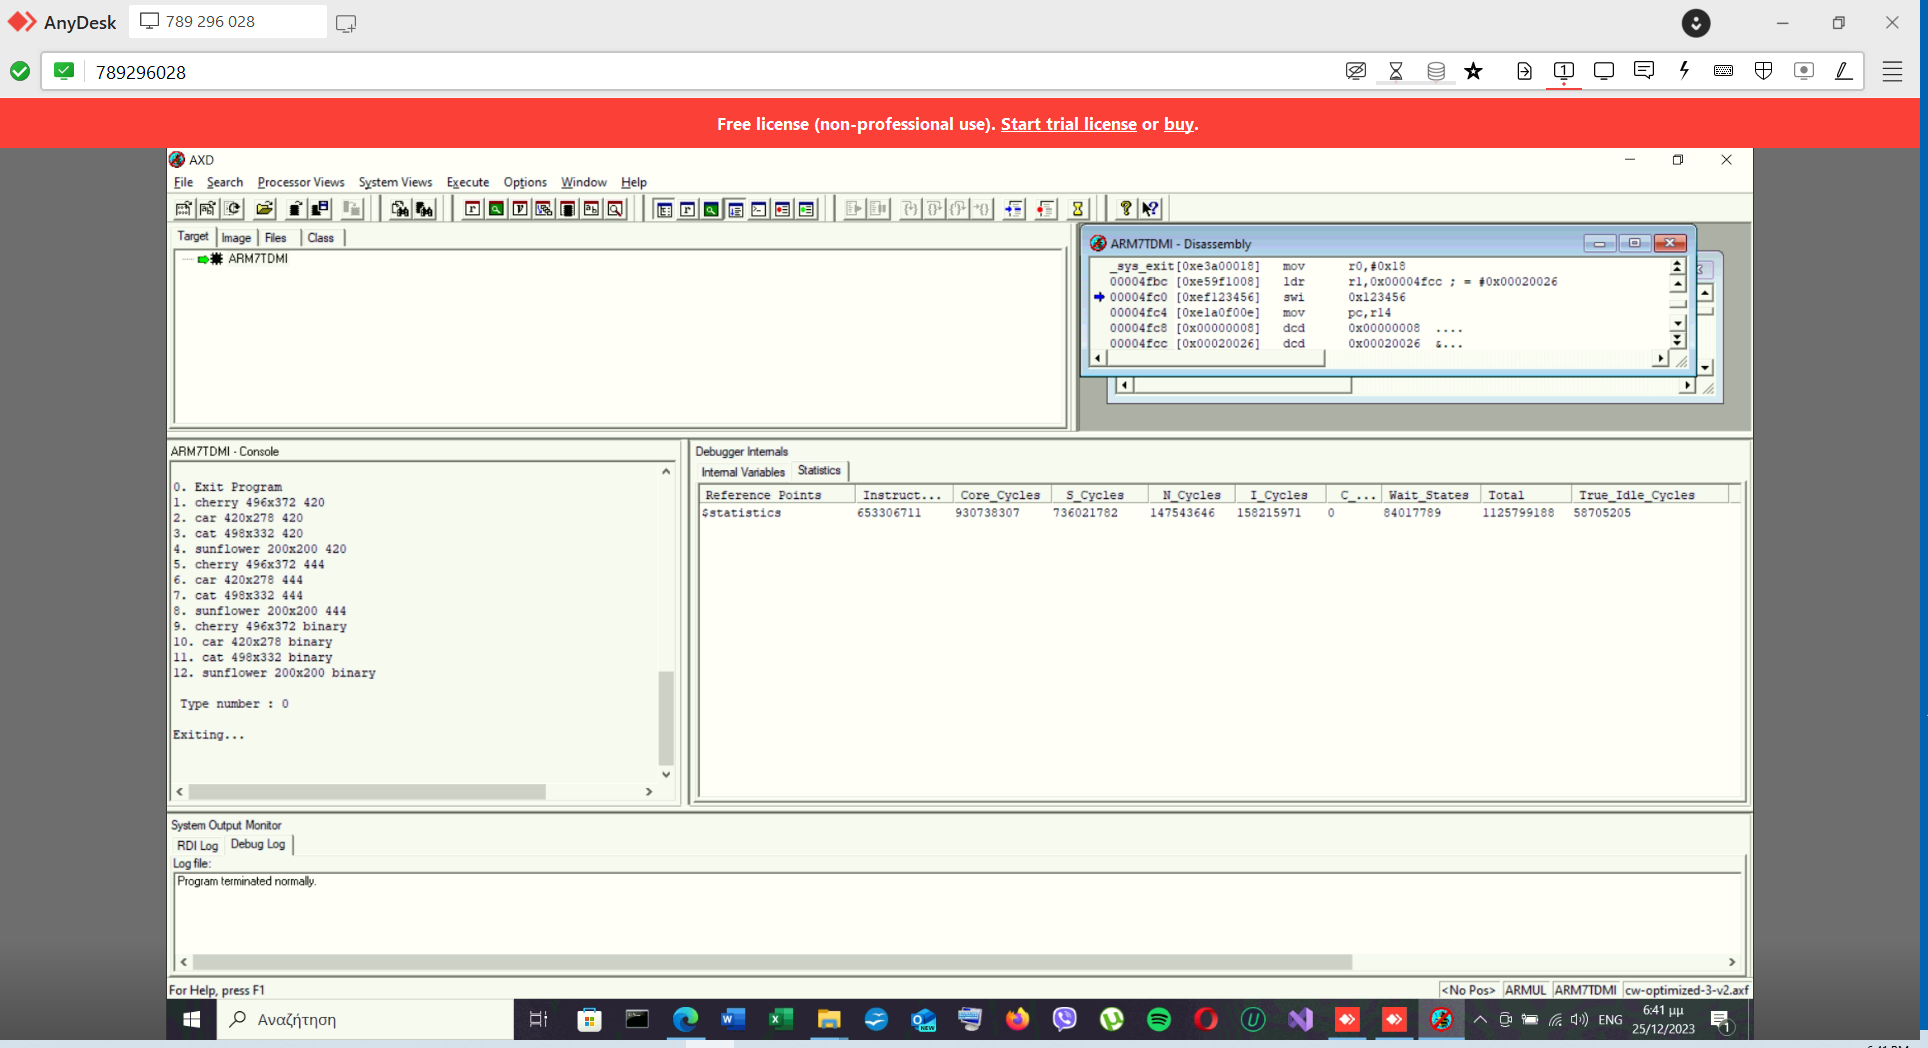 AnyDesk
789 296 028
789296028
Free license (non-professional use). Start trial license or buy.
AXD
File Search Processor Views System Views Execute Options Window Help
Target Image Files Class
ARM7TDMI
ARM7TDMI - Disassembly
_sys_exit[0xe3a00018] mov r0,#0x18
00004fbc [0xe59f1008] ldr r1,0x00004fcc ; = #0x00020026
00004fc0 [0xef123456] swi 0x123456
00004fc4 [0xe1a0f00e] mov pc,r14
00004fc8 [0x00000008] dcd 0x00000008 ....
00004fcc [0x00020026] dcd 0x00020026 &...
ARM7TDMI - Console
0. Exit Program
1. cherry 496x372 420
2. car 420x278 420
3. cat 498x332 420
4. sunflower 200x200 420
5. cherry 496x372 444
6. car 420x278 444
7. cat 498x332 444
8. sunflower 200x200 444
9. cherry 496x372 binary
10. car 420x278 binary
11. cat 498x332 binary
12. sunflower 200x200 binary
Type number : 0
Exiting...
Debugger Internals
Internal Variables Statistics
Reference Points Instruct... Core_Cycles S_Cycles N_Cycles I_Cycles C_... Wait_States Total True_Idle_Cycles
$statistics 653306711 930738307 736021782 147543646 158215971 0 84017789 1125799188 58705205
System Output Monitor
RDI Log Debug Log
Log file:
Program terminated normally.
For Help, press F1
<No Pos> ARMUL ARM7TDMI cw-optimized-3-v2.axf
Αναζήτηση
ENG
6:41 μμ
25/12/2023
1